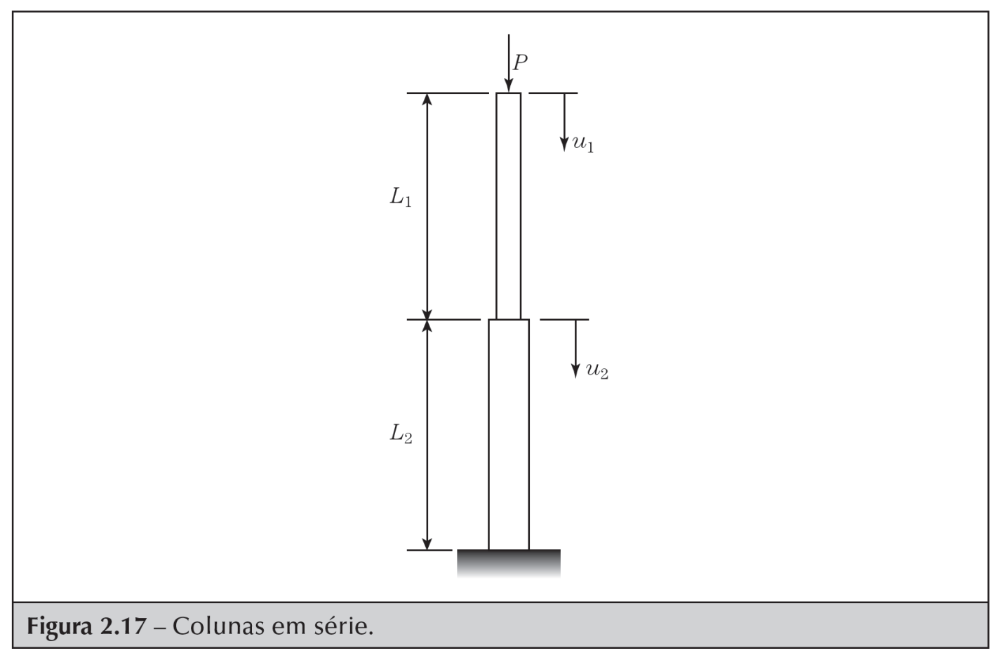 P
u₁
L₁
u₂
L₂
Figura 2.17 – Colunas em série.